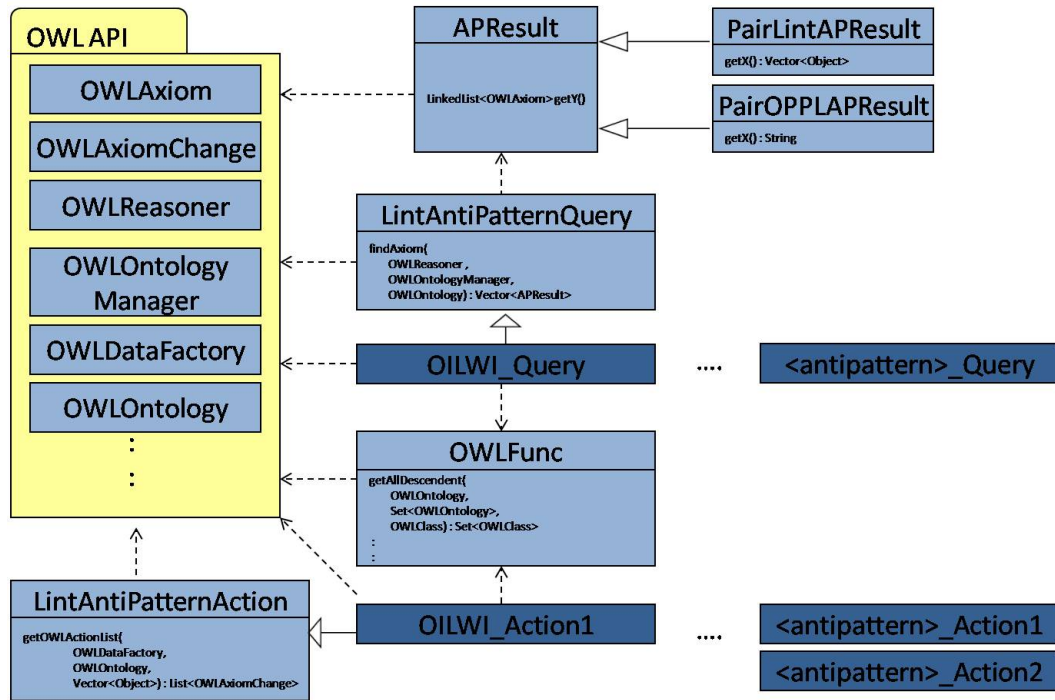 OWL API
OWLAxiom
OWLAxiomChange
OWLReasoner
OWLOntology
Manager
OWLDataFactory
OWLOntology
:
:
APResult
LinkedList<OWLAxiom>getY()
PairLintAPResult
getX() : Vector<Object>
PairOPPLAPResult
getX() : String
LintAntiPatternQuery
findAxiom(
OWLReasoner ,
OWLOntologyManager,
OWLOntology) : Vector<APResult>
OILWI_Query
....
<antipattern>_Query
OWLFunc
getAllDescendent(
OWLOntology,
Set<OWLOntology>,
OWLClass) : Set<OWLClass>
:
:
LintAntiPatternAction
getOWLActionList(
OWLDataFactory,
OWLOntology,
Vector<Object>) : List<OWLAxiomChange>
OILWI_Action1
....
<antipattern>_Action1
<antipattern>_Action2